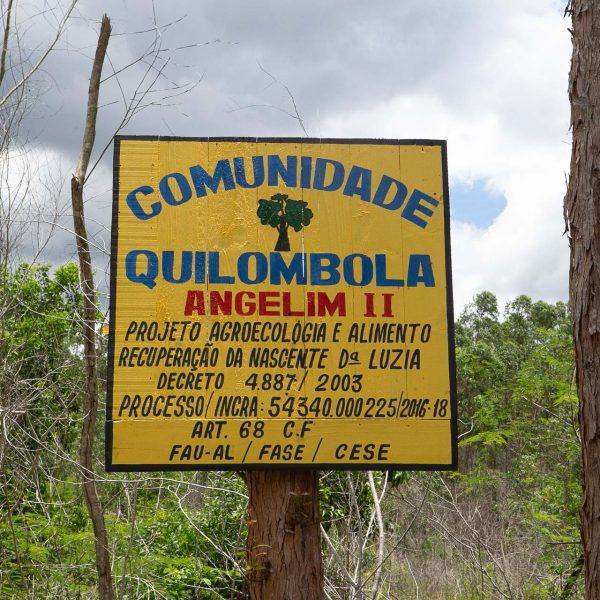 COMUNIDADE
QUILOMBOLA
ANGELIM II
PROJETO AGROECOLÓGIA E ALIMENTO
RECUPERAÇÃO DA NASCENTE Dª LUZIA
DECRETO 4.887/2003
PROCESSO/INCRA: 54340.000225/2016-18
ART. 68 C.F
FAU-AL / FASE / CESE